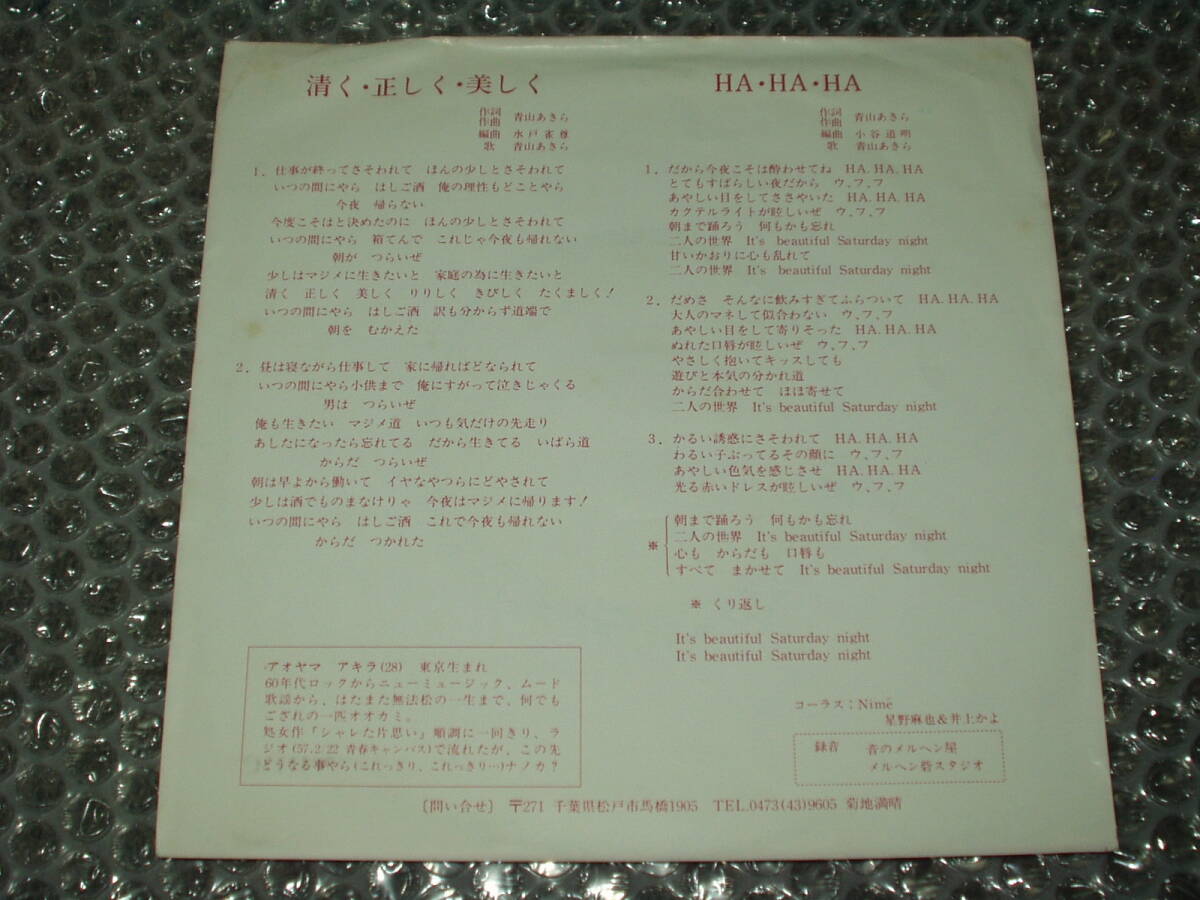 清く・正しく・美しく
作詞
作曲 青山あきら
編曲 水戸雀雄
歌 青山あきら
1. 仕事が終ってさそわれて ほんの少しとさそわれて
いつの間にやら はしご酒 俺の理性もどことやら
今夜 帰らない
今度こそはと決めたのに ほんの少しとさそわれて
いつの間にやら 箱てんで これじゃ今夜も帰れない
朝が つらいぜ
少しはマジメに生きたいと 家庭の為に生きたいと
清く 正しく 美しく りりしく きびしく たくましく!
いつの間にやら はしご酒 訳も分からず道端で
朝を むかえた
2. 昼は寝ながら仕事して 家に帰ればどなられて
いつの間にやら小供まで 俺にすがって泣きじゃくる
男は つらいぜ
俺も生きたい マジメ道 いつも気だけの先走り
あしたになったら忘れてる だから生きてる いばら道
からだ つらいぜ
朝は早よから働いて イヤなやつらにどやされて
少しは酒でものまなけりゃ 今夜はマジメに帰ります!
いつの間にやら はしご酒 これで今夜も帰れない
からだ つかれた
アオヤマ アキラ(28) 東京生まれ
60年代ロックからニューミュージック、ムード
歌謡から、はたまた無法松の一生まで、何でも
ござれの一匹オオカミ。
処女作「シャレた片思い」順調に一回きり、ラ
ジオ(57.2.22 青春キャンバス)で流れたが、この先
どうなる事やら(これっきり、これっきり…)ナノカ?
HA・HA・HA
作詞
作曲 青山あきら
編曲 小谷道明
歌 青山あきら
1. だから今夜こそは酔わせてね HA. HA. HA
とてもすばらしい夜だから ウ,フ,フ
あやしい目をしてささやいた HA. HA. HA
カクテルライトが眩しいぜ ウ,フ,フ
朝まで踊ろう 何もかも忘れ
二人の世界 It's beautiful Saturday night
甘いかおりに心も乱れて
二人の世界 It's beautiful Saturday night
2. だめさ そんなに飲みすぎてふらついて HA. HA. HA
大人のマネして似合わない ウ,フ,フ
あやしい目をして寄りそった HA. HA. HA
ぬれた口唇が眩しいぜ ウ,フ,フ
やさしく抱いてキッスしても
遊びと本気の分かれ道
からだ合わせて ほほ寄せて
二人の世界 It's beautiful Saturday night
3. かるい誘惑にさそわれて HA. HA. HA
わるい子ぶってるその顔に ウ,フ,フ
あやしい色気を感じさせ HA. HA. HA
光る赤いドレスが眩しいぜ ウ,フ,フ
朝まで踊ろう 何もかも忘れ
※ 二人の世界 It's beautiful Saturday night
心も からだも 口唇も
すべて まかせて It's beautiful Saturday night
※ くり返し
It's beautiful Saturday night
It's beautiful Saturday night
コーラス;Nimë
星野麻也&井上かよ
録音 音のメルヘン屋
メルヘン砦スタジオ
〔問い合せ〕 〒271 千葉県松戸市馬橋1905 TEL.0473(43)9605 菊地満晴